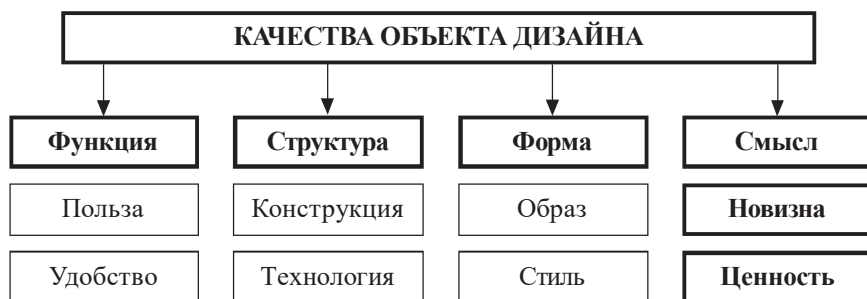 КАЧЕСТВА ОБЪЕКТА ДИЗАЙНА
Функция Структура Форма Смысл
Польза Конструкция Образ Новизна
Удобство Технология Стиль Ценность